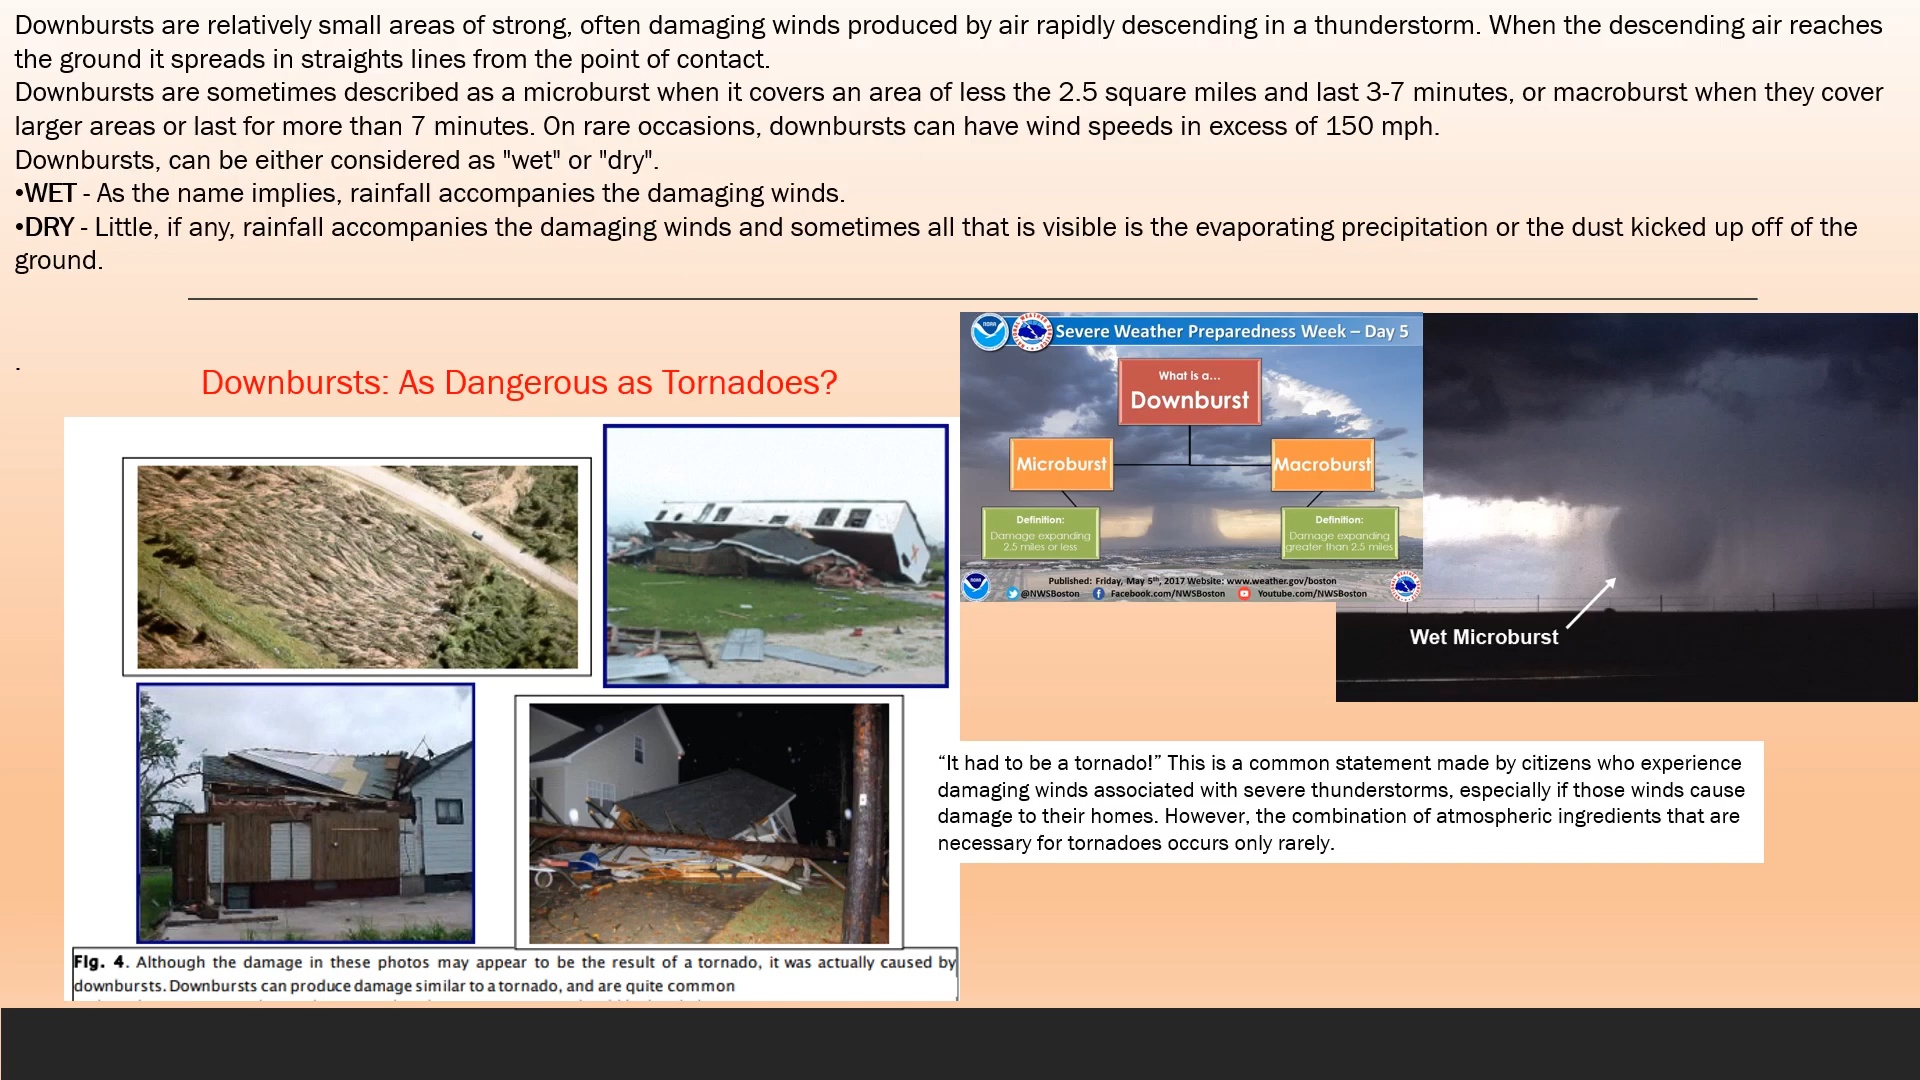 Downbursts are relatively small areas of strong, often damaging winds produced by air rapidly descending in a thunderstorm. When the descending air reaches
the ground it spreads in straights lines from the point of contact.
Downbursts are sometimes described as a microburst when it covers an area of less the 2.5 square miles and last 3-7 minutes, or macroburst when they cover
larger areas or last for more than 7 minutes. On rare occasions, downbursts can have wind speeds in excess of 150 mph.
Downbursts, can be either considered as "wet" or "dry".
•WET - As the name implies, rainfall accompanies the damaging winds.
•DRY - Little, if any, rainfall accompanies the damaging winds and sometimes all that is visible is the evaporating precipitation or the dust kicked up off of the
ground.
.
Downbursts: As Dangerous as Tornadoes?
Severe Weather Preparedness Week – Day 5
What is a...
Downburst
Microburst
Macroburst
Definition:
Damage expanding
2.5 miles or less
Definition:
Damage expanding
greater than 2.5 miles
Published: Friday, May 5th, 2017 Website: www.weather.gov/boston
@NWSBoston Facebook.com/NWSBoston Youtube.com/NWSBoston
Wet Microburst
“It had to be a tornado!” This is a common statement made by citizens who experience
damaging winds associated with severe thunderstorms, especially if those winds cause
damage to their homes. However, the combination of atmospheric ingredients that are
necessary for tornadoes occurs only rarely.
Fig. 4. Although the damage in these photos may appear to be the result of a tornado, it was actually caused by
downbursts. Downbursts can produce damage similar to a tornado, and are quite common